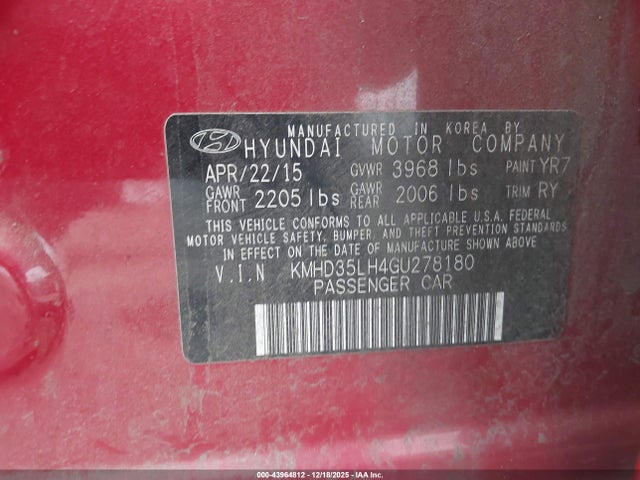 MANUFACTURED IN KOREA BY
HYUNDAI MOTOR COMPANY
APR/22/15 GVWR 3968 lbs PAINT YR7
GAWR FRONT 2205 lbs GAWR REAR 2006 lbs TRIM RY
THIS VEHICLE CONFORMS TO ALL APPLICABLE U.S.A. FEDERAL
MOTOR VEHICLE SAFETY, BUMPER, AND THEFT PREVENTION STANDARDS
IN EFFECT ON THE DATE OF MANUFACTURE SHOWN ABOVE.
V.I.N KMHD35LH4GU278180
PASSENGER CAR
000-43964812 - 12/18/2025 - IAA Inc.